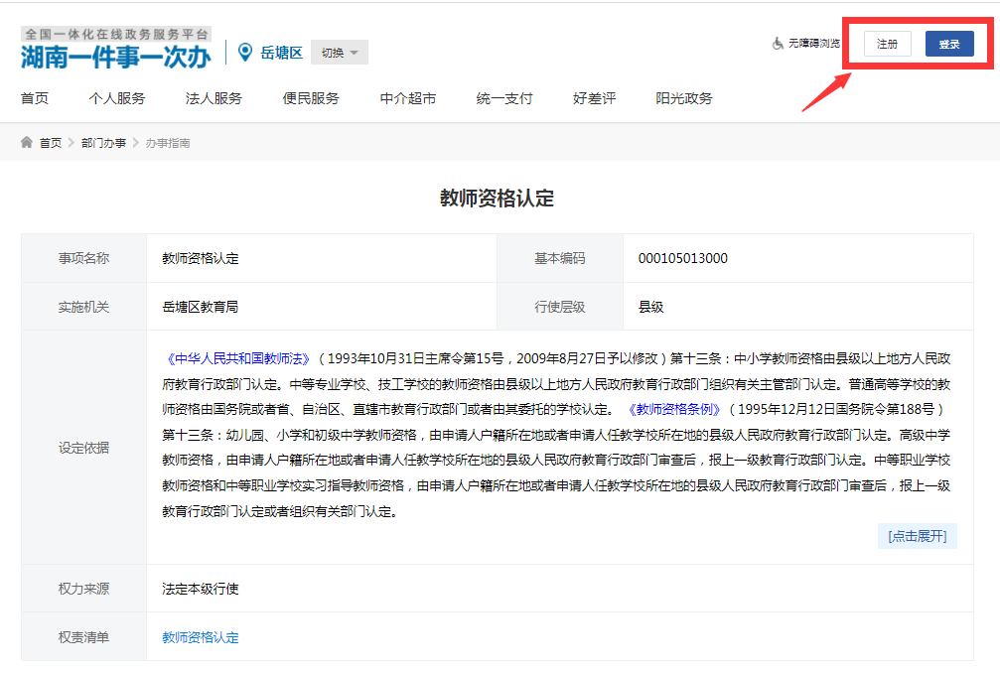 全国一体化在线政务服务平台
湖南一件事一次办
岳塘区
切换
无障碍浏览
注册
登录
首页 个人服务 法人服务 便民服务 中介超市 统一支付 好差评 阳光政务
首页 > 部门办事 > 办事指南
教师资格认定
事项名称 教师资格认定 基本编码 000105013000
实施机关 岳塘区教育局 行使层级 县级
设定依据
《中华人民共和国教师法》（1993年10月31日主席令第15号，2009年8月27日予以修改）第十三条：中小学教师资格由县级以上地方人民政
府教育行政部门认定。中等专业学校、技工学校的教师资格由县级以上地方人民政府教育行政部门组织有关主管部门认定。普通高等学校的教
师资格由国务院或者省、自治区、直辖市教育行政部门或者由其委托的学校认定。 《教师资格条例》（1995年12月12日国务院令第188号）
第十三条：幼儿园、小学和初级中学教师资格，由申请人户籍所在地或者申请人任教学校所在地的县级人民政府教育行政部门认定。高级中学
教师资格，由申请人户籍所在地或者申请人任教学校所在地的县级人民政府教育行政部门审查后，报上一级教育行政部门认定。中等职业学校
教师资格和中等职业学校实习指导教师资格，由申请人户籍所在地或者申请人任教学校所在地的县级人民政府教育行政部门审查后，报上一级
教育行政部门认定或者组织有关部门认定。
[点击展开]
权力来源 法定本级行使
权责清单 教师资格认定